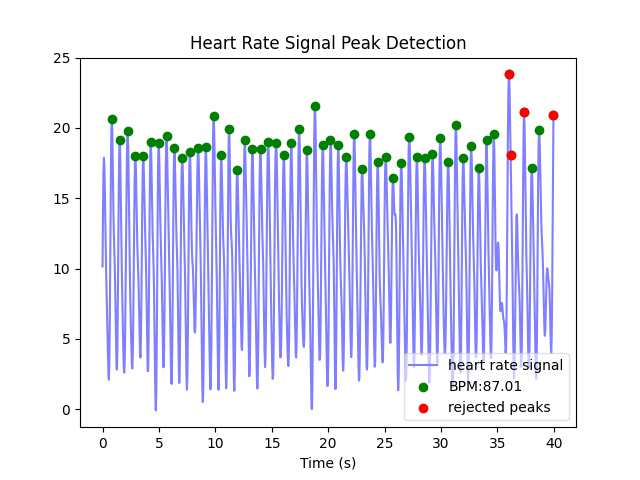 Heart Rate Signal Peak Detection
25
20
15
10
5
0
heart rate signal
BPM:87.01
rejected peaks
0 5 10 15 20 25 30 35 40
Time (s)